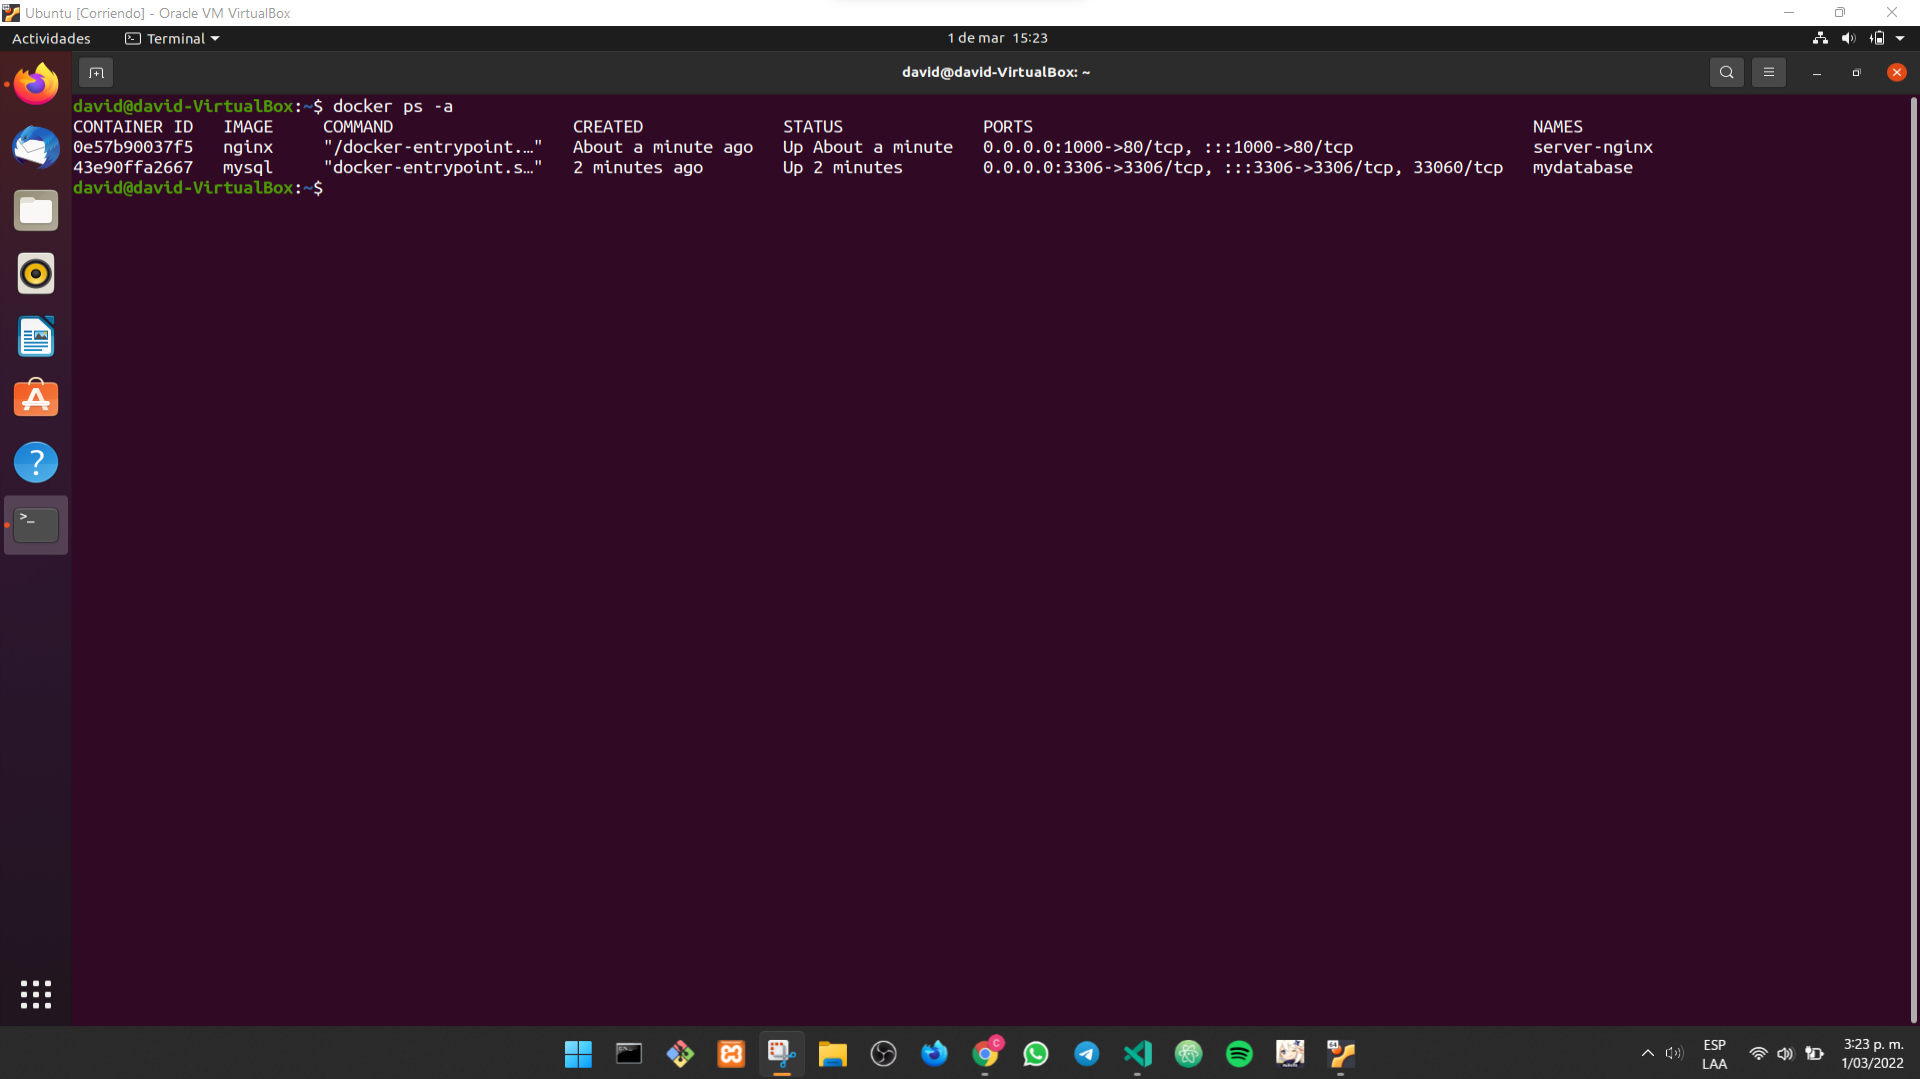 Ubuntu [Corriendo] - Oracle VM VirtualBox
Actividades Terminal 1 de mar 15:23
david@david-VirtualBox: ~
david@david-VirtualBox:~$ docker ps -a
CONTAINER ID IMAGE COMMAND CREATED STATUS PORTS NAMES
0e57b90037f5 nginx "/docker-entrypoint.…" About a minute ago Up About a minute 0.0.0.0:1000->80/tcp, :::1000->80/tcp server-nginx
43e90ffa2667 mysql "docker-entrypoint.s…" 2 minutes ago Up 2 minutes 0.0.0.0:3306->3306/tcp, :::3306->3306/tcp, 33060/tcp mydatabase
david@david-VirtualBox:~$
ESP 3:23 p. m.
LAA 1/03/2022